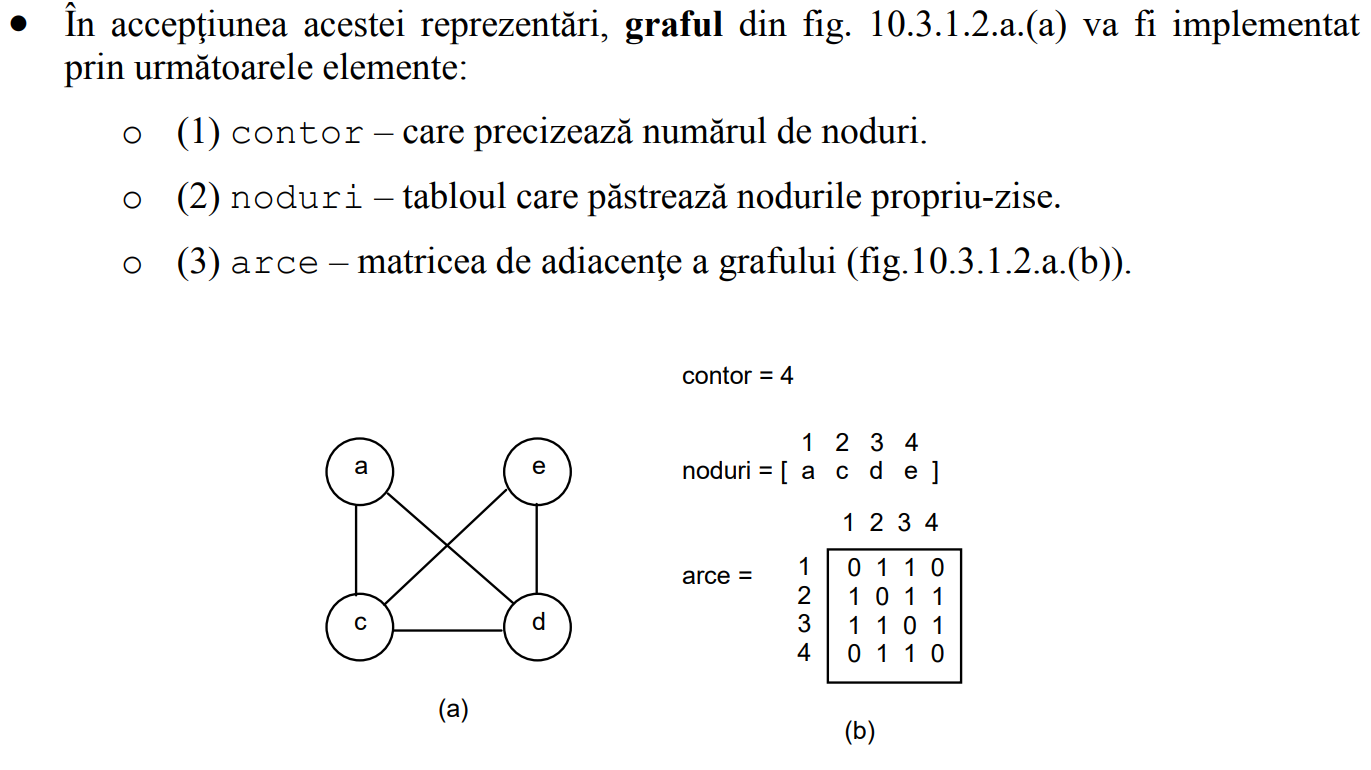 ● În accepţiunea acestei reprezentări, graful din fig. 10.3.1.2.a.(a) va fi implementat
prin următoarele elemente:
o (1) contor – care precizează numărul de noduri.
o (2) noduri – tabloul care păstrează nodurile propriu-zise.
o (3) arce – matricea de adiacenţe a grafului (fig.10.3.1.2.a.(b)).
a e
c d
(a)
contor = 4
1 2 3 4
noduri = [ a c d e ]
1 2 3 4
arce =
1 0 1 1 0
2 1 0 1 1
3 1 1 0 1
4 0 1 1 0
(b)